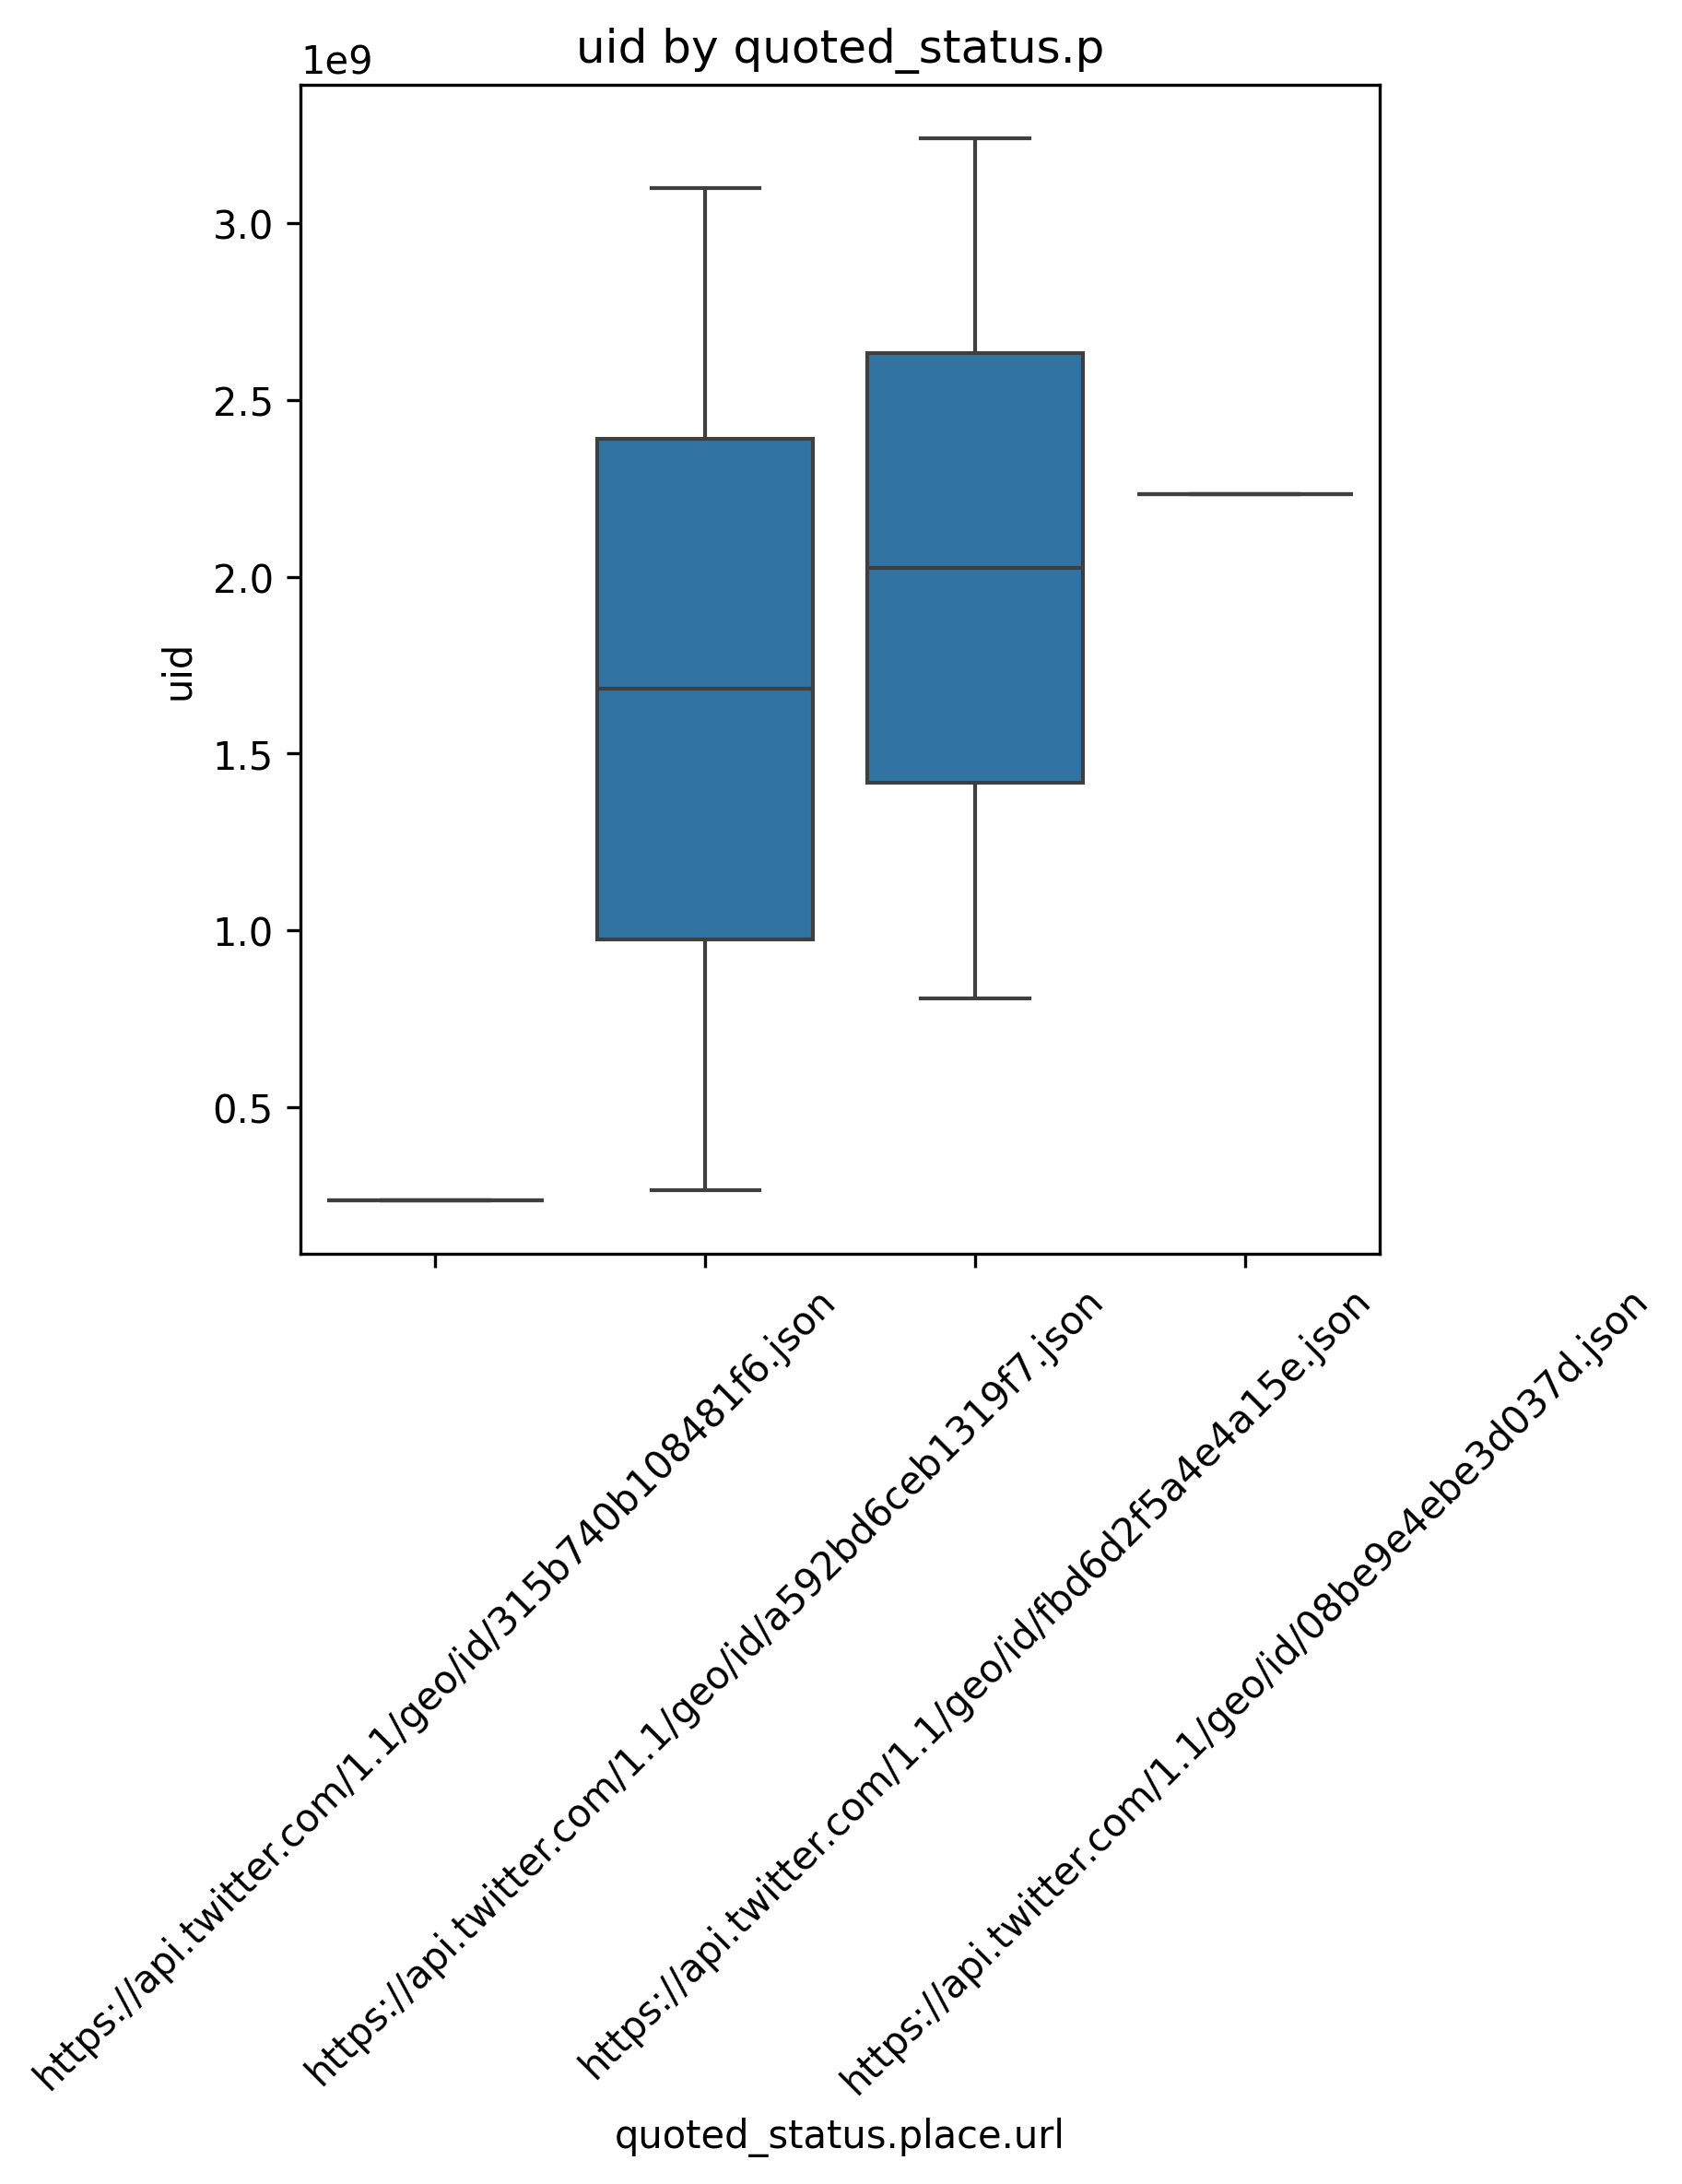 uid by quoted_status.p
1e9
3.0
2.5
2.0
1.5
1.0
0.5
uid
https://api.twitter.com/1.1/geo/id/315b740b108481f6.json
https://api.twitter.com/1.1/geo/id/a592bd6ceb1319f7.json
https://api.twitter.com/1.1/geo/id/fbd6d2f5a4e4a15e.json
https://api.twitter.com/1.1/geo/id/08be9e4ebe3d037d.json
quoted_status.place.url